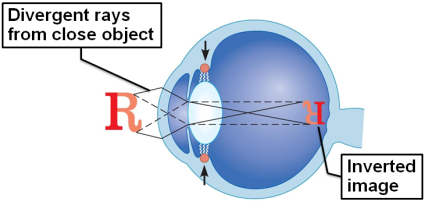 Divergent rays
from close object
R
R
Inverted
image